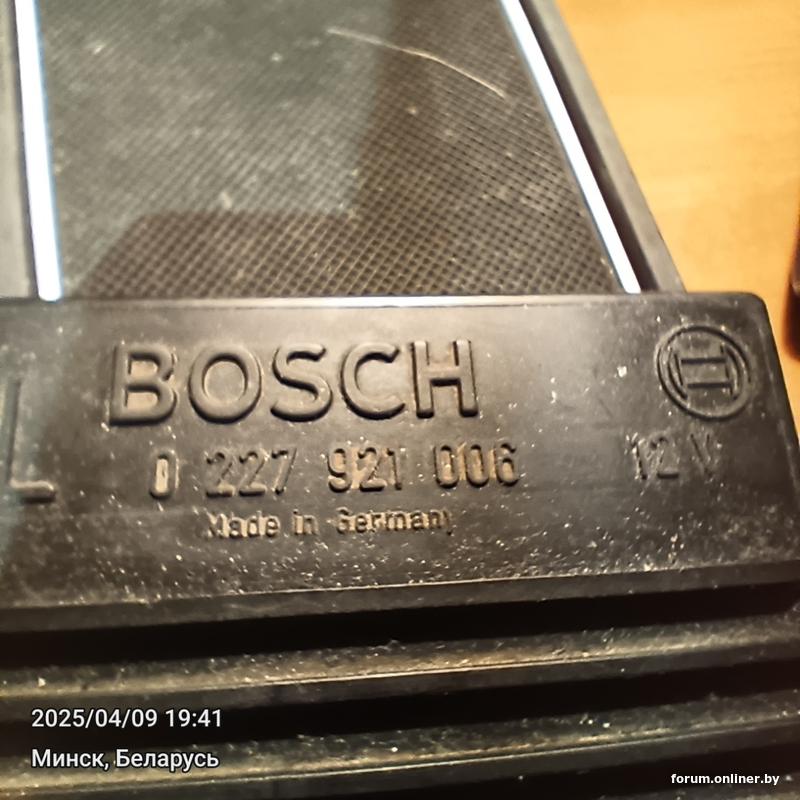 BOSCH
L 0 227 921 006 12 V
Made in Germany
2025/04/09 19:41
Минск, Беларусь
forum.onliner.by